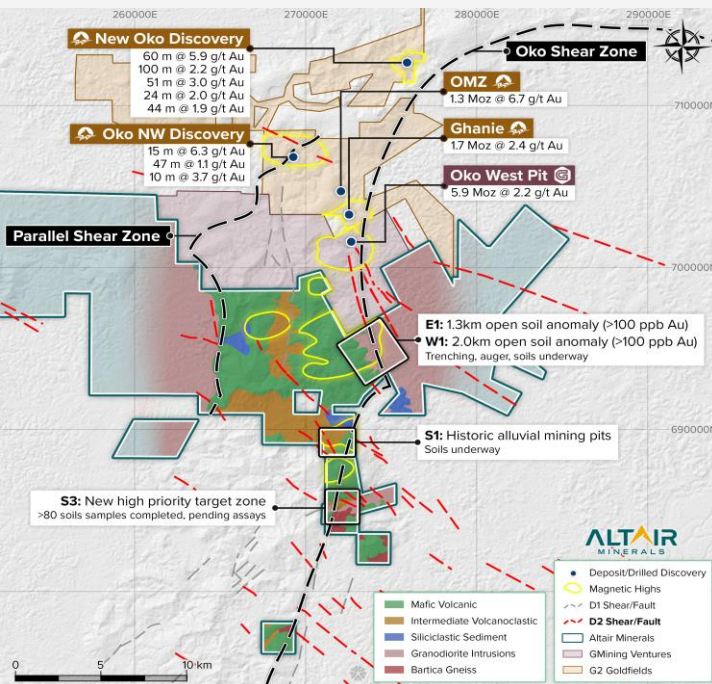 260000E 270000E 280000E 290000E
New Oko Discovery
60 m @ 5.9 g/t Au
100 m @ 2.2 g/t Au
51 m @ 3.0 g/t Au
24 m @ 2.0 g/t Au
44 m @ 1.9 g/t Au
Oko Shear Zone
OMZ
1.3 Moz @ 6.7 g/t Au
710000N
Oko NW Discovery
15 m @ 6.3 g/t Au
47 m @ 1.1 g/t Au
10 m @ 3.7 g/t Au
Ghanie
1.7 Moz @ 2.4 g/t Au
Oko West Pit G
5.9 Moz @ 2.2 g/t Au
Parallel Shear Zone
700000N
E1: 1.3km open soil anomaly (>100 ppb Au)
W1: 2.0km open soil anomaly (>100 ppb Au)
Trenching, auger, soils underway
690000N
S1: Historic alluvial mining pits
Soils underway
S3: New high priority target zone
>80 soils samples completed, pending assays
ALTAIR
MINERALS
Deposit/Drilled Discovery
Magnetic Highs
D1 Shear/Fault
D2 Shear/Fault
Altair Minerals
GMining Ventures
G2 Goldfields
Mafic Volcanic
Intermediate Volcanoclastic
Siliciclastic Sediment
Granodiorite Intrusions
Bartica Gneiss
0 5 10 km